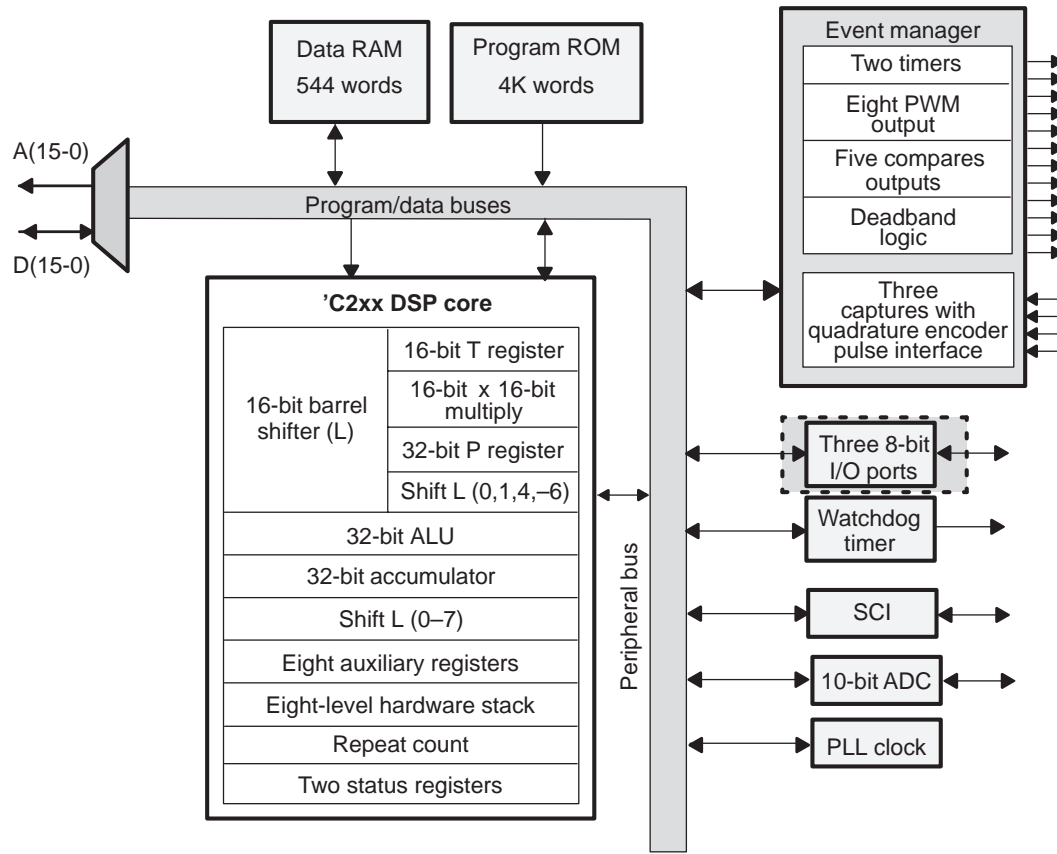 Data RAM
544 words
Program ROM
4K words
Event manager
Two timers
Eight PWM
output
Five compares
outputs
Deadband
logic
Three
captures with
quadrature encoder
pulse interface
A(15-0)
D(15-0)
Program/data buses
’C2xx DSP core
16-bit barrel
shifter (L)
16-bit T register
16-bit x 16-bit
multiply
32-bit P register
Shift L (0,1,4,–6)
32-bit ALU
32-bit accumulator
Shift L (0–7)
Eight auxiliary registers
Eight-level hardware stack
Repeat count
Two status registers
Peripheral bus
Three 8-bit
I/O ports
Watchdog
timer
SCI
10-bit ADC
PLL clock